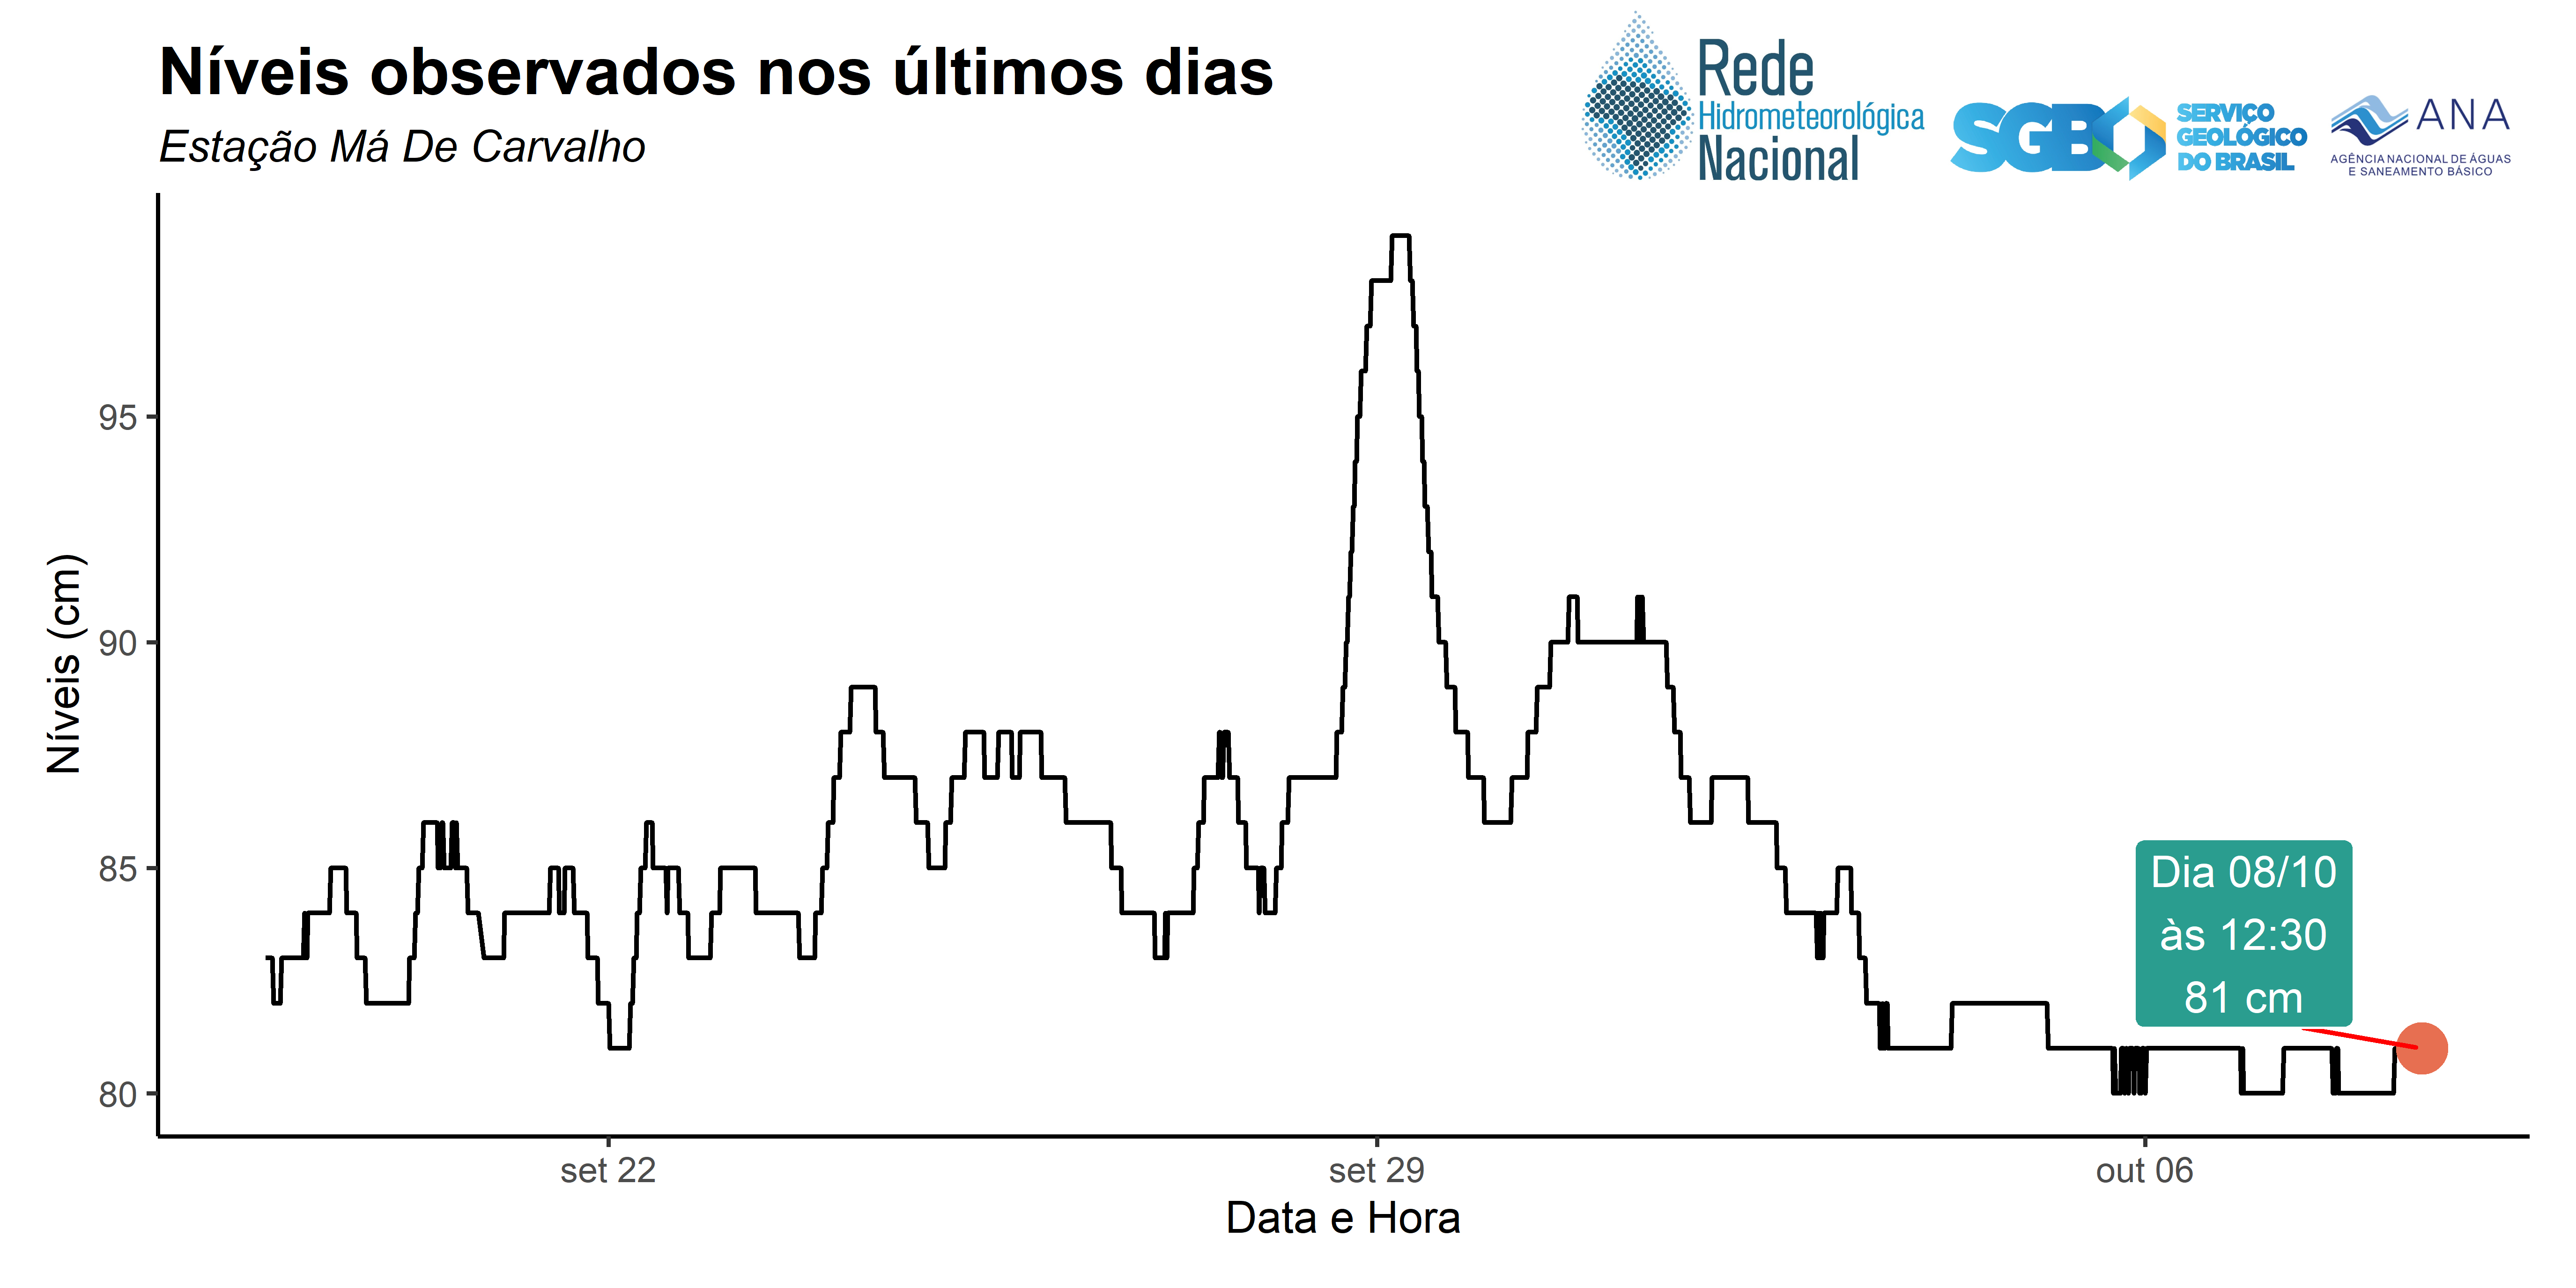 Níveis observados nos últimos dias
Estação Má De Carvalho
Rede
Hidrometeorológica
Nacional
SGB
SERVIÇO
GEOLÓGICO
DO BRASIL
ANA
AGÊNCIA NACIONAL DE ÁGUAS
E SANEAMENTO BÁSICO
Níveis (cm)
95
90
85
80
Dia 08/10
às 12:30
81 cm
set 22
set 29
out 06
Data e Hora